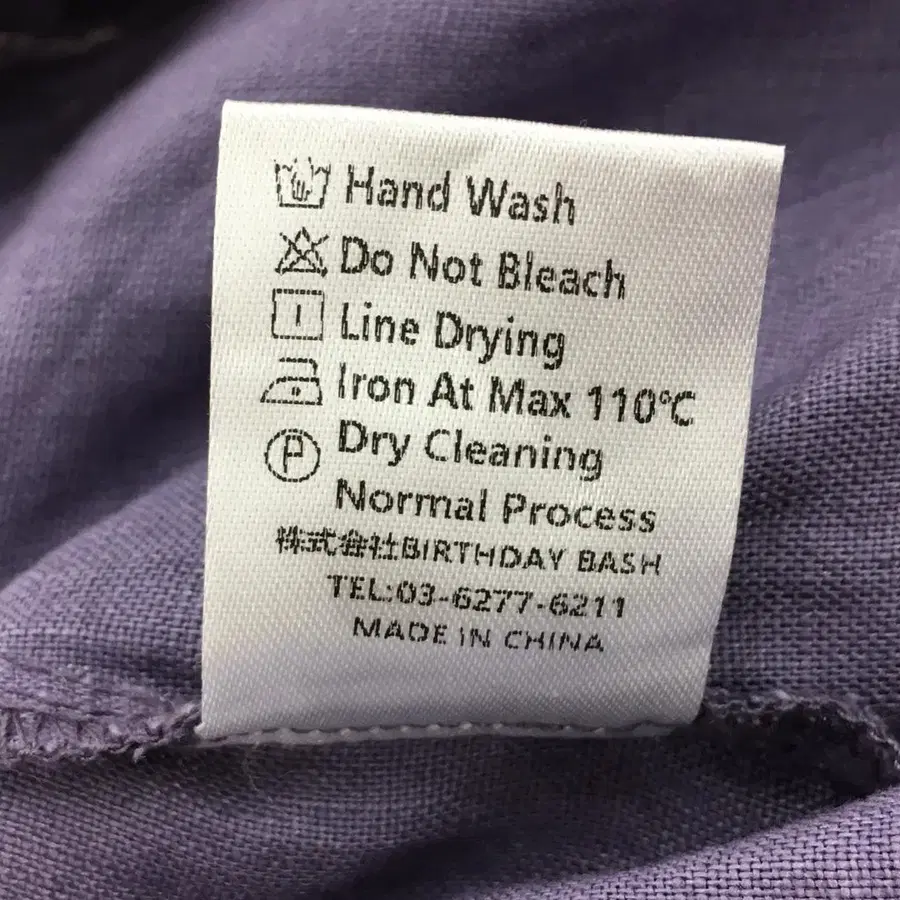 Hand Wash
Do Not Bleach
Line Drying
Iron At Max 110℃
P Dry Cleaning
Normal Process
株式会社BIRTHDAY BASH
TEL:03-6277-6211
MADE IN CHINA